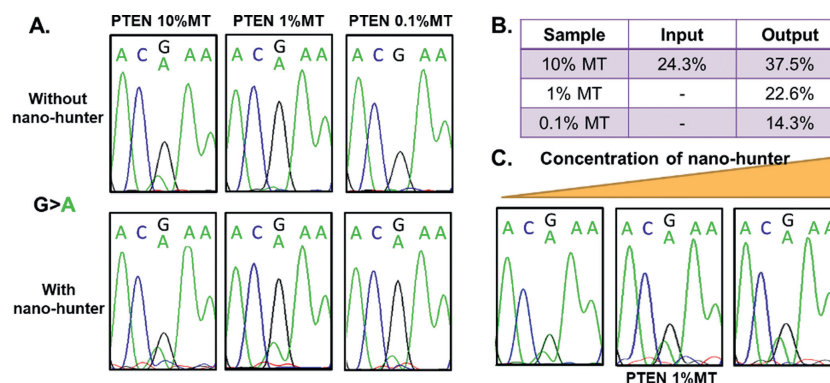 A.
PTEN 10%MT PTEN 1%MT PTEN 0.1%MT
A C G A A
A
A C G A A
A
A C G A A
Without
nano-hunter
G>A
A C G A A
A
A C G A A
A
A C G A A
A
With
nano-hunter
B.
Sample Input Output
10% MT 24.3% 37.5%
1% MT - 22.6%
0.1% MT - 14.3%
C.
Concentration of nano-hunter
A C G A A
A
A C G A A
A
A C G A A
A
PTEN 1%MT